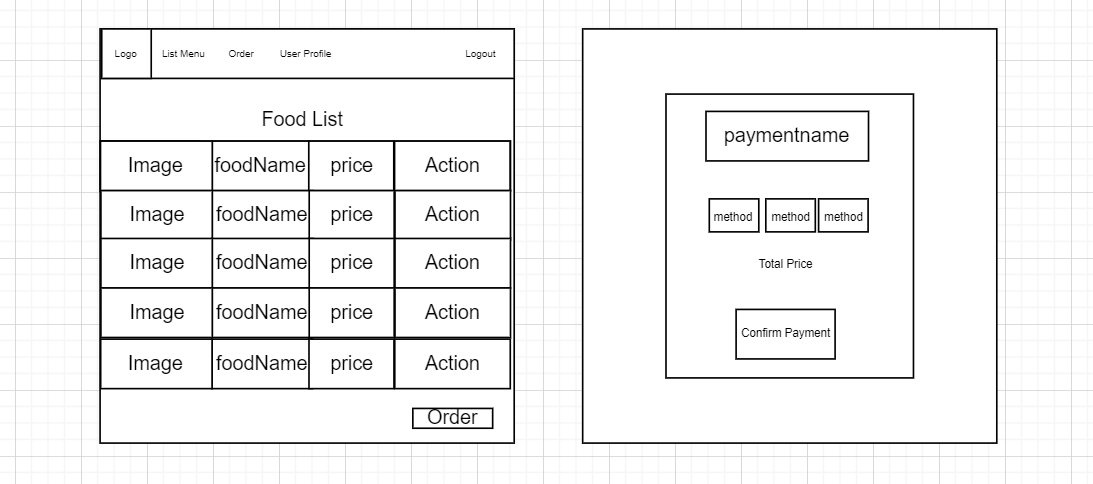 Logo List Menu Order User Profile Logout
Food List
Image foodName price Action
Image foodName price Action
Image foodName price Action
Image foodName price Action
Image foodName price Action
Order
paymentname
method method method
Total Price
Confirm Payment